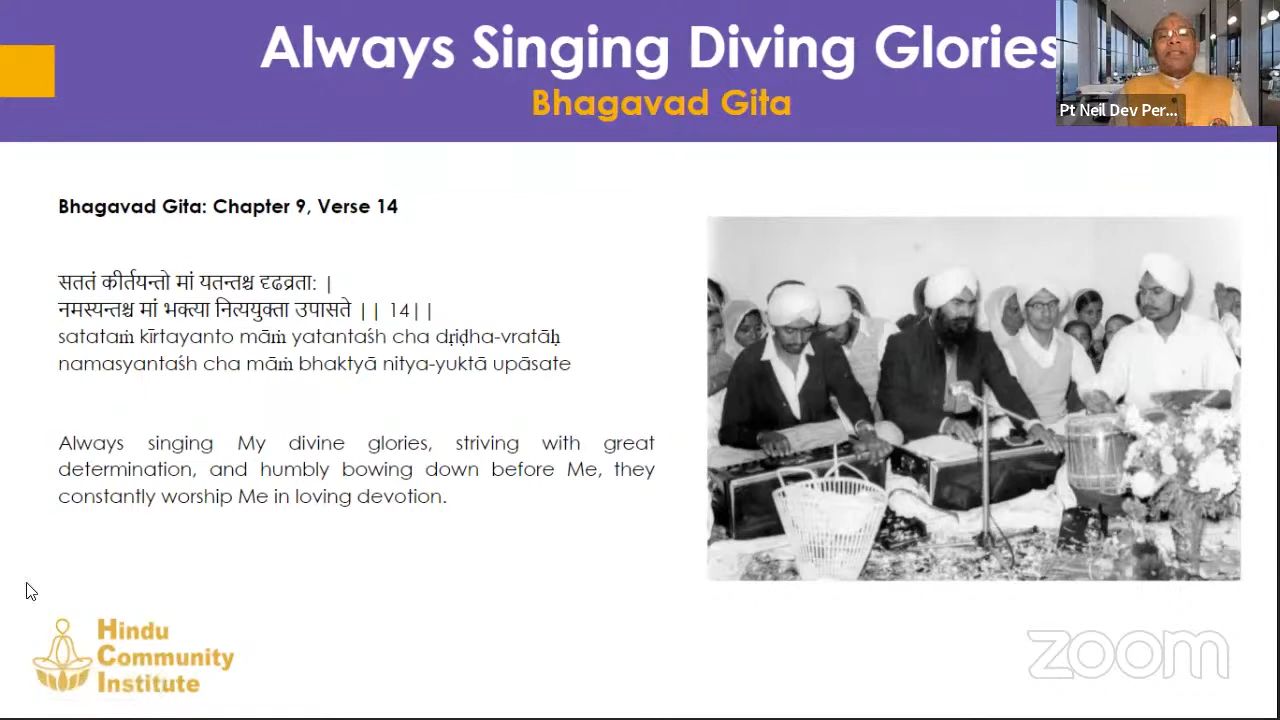 Always Singing Diving Glories
Bhagavad Gita
Pt Neil Dev Per...
Bhagavad Gita: Chapter 9, Verse 14
सततं कीर्तयन्तो मां यतन्तश्च दृढव्रता: |
नमस्यन्तश्च मां भक्त्या नित्ययुक्ता उपासते || 14||
satataṁ kīrtayanto māṁ yatantaśh cha dṛiḍha-vratāḥ
namasyantaśh cha māṁ bhaktyā nitya-yuktā upāsate
Always singing My divine glories, striving with great
determination, and humbly bowing down before Me, they
constantly worship Me in loving devotion.
Hindu
Community
Institute
zoom